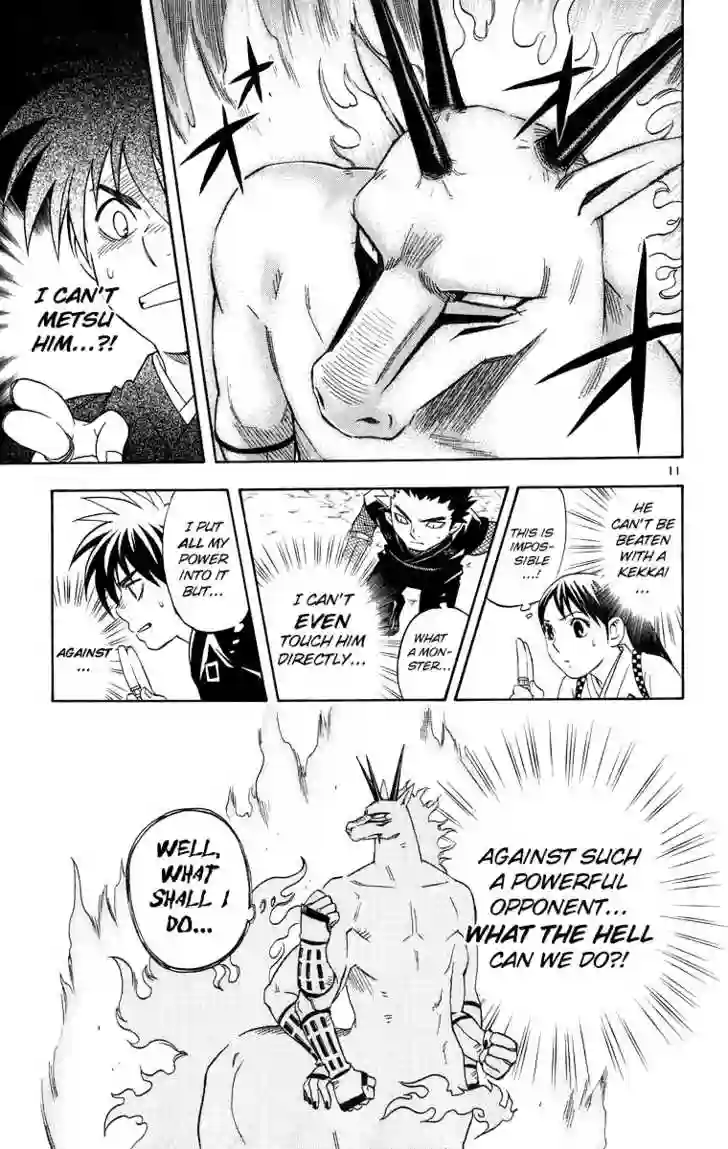 I CAN'T
METSU
HIM...?!
11
HE
CAN'T BE
BEATEN
WITH A
KEKKAI
...
THIS IS
IMPOS-
SIBLE
...!
I CAN'T
EVEN
TOUCH HIM
DIRECTLY...
WHAT
A MON-
STER...
I PUT
ALL MY
POWER
INTO IT
BUT...
AGAINST
...
AGAINST SUCH
A POWERFUL
OPPONENT...
WHAT THE HELL
CAN WE DO?!
WELL,
WHAT
SHALL I
DO...